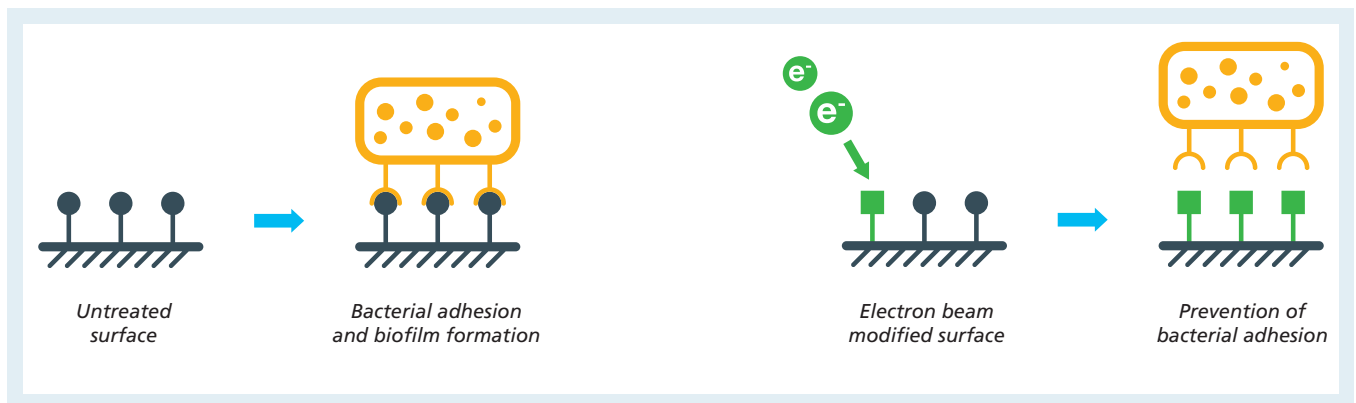 e-
e-
Untreated
surface
Bacterial adhesion
and biofilm formation
Electron beam
modified surface
Prevention of
bacterial adhesion